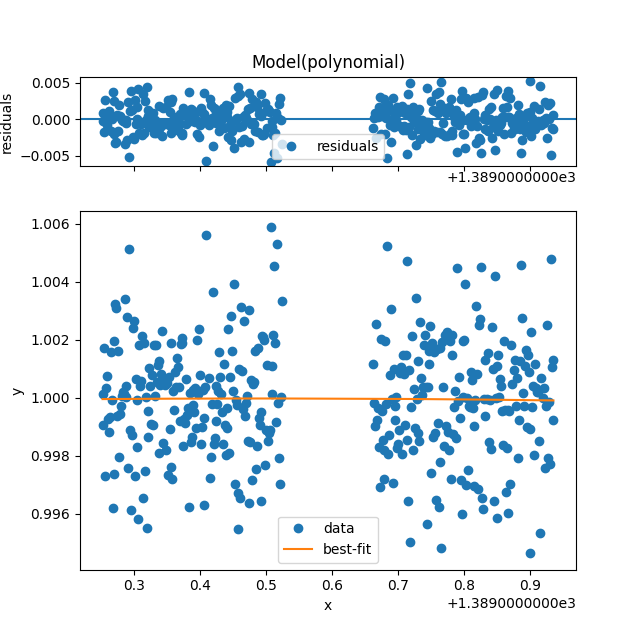 Model(polynomial)
0.005
0.000
−0.005
residuals
residuals
+1.3890000000e3
1.006
1.004
1.002
1.000
0.998
0.996
y
data
best-fit
0.3 0.4 0.5 0.6 0.7 0.8 0.9
x
+1.3890000000e3